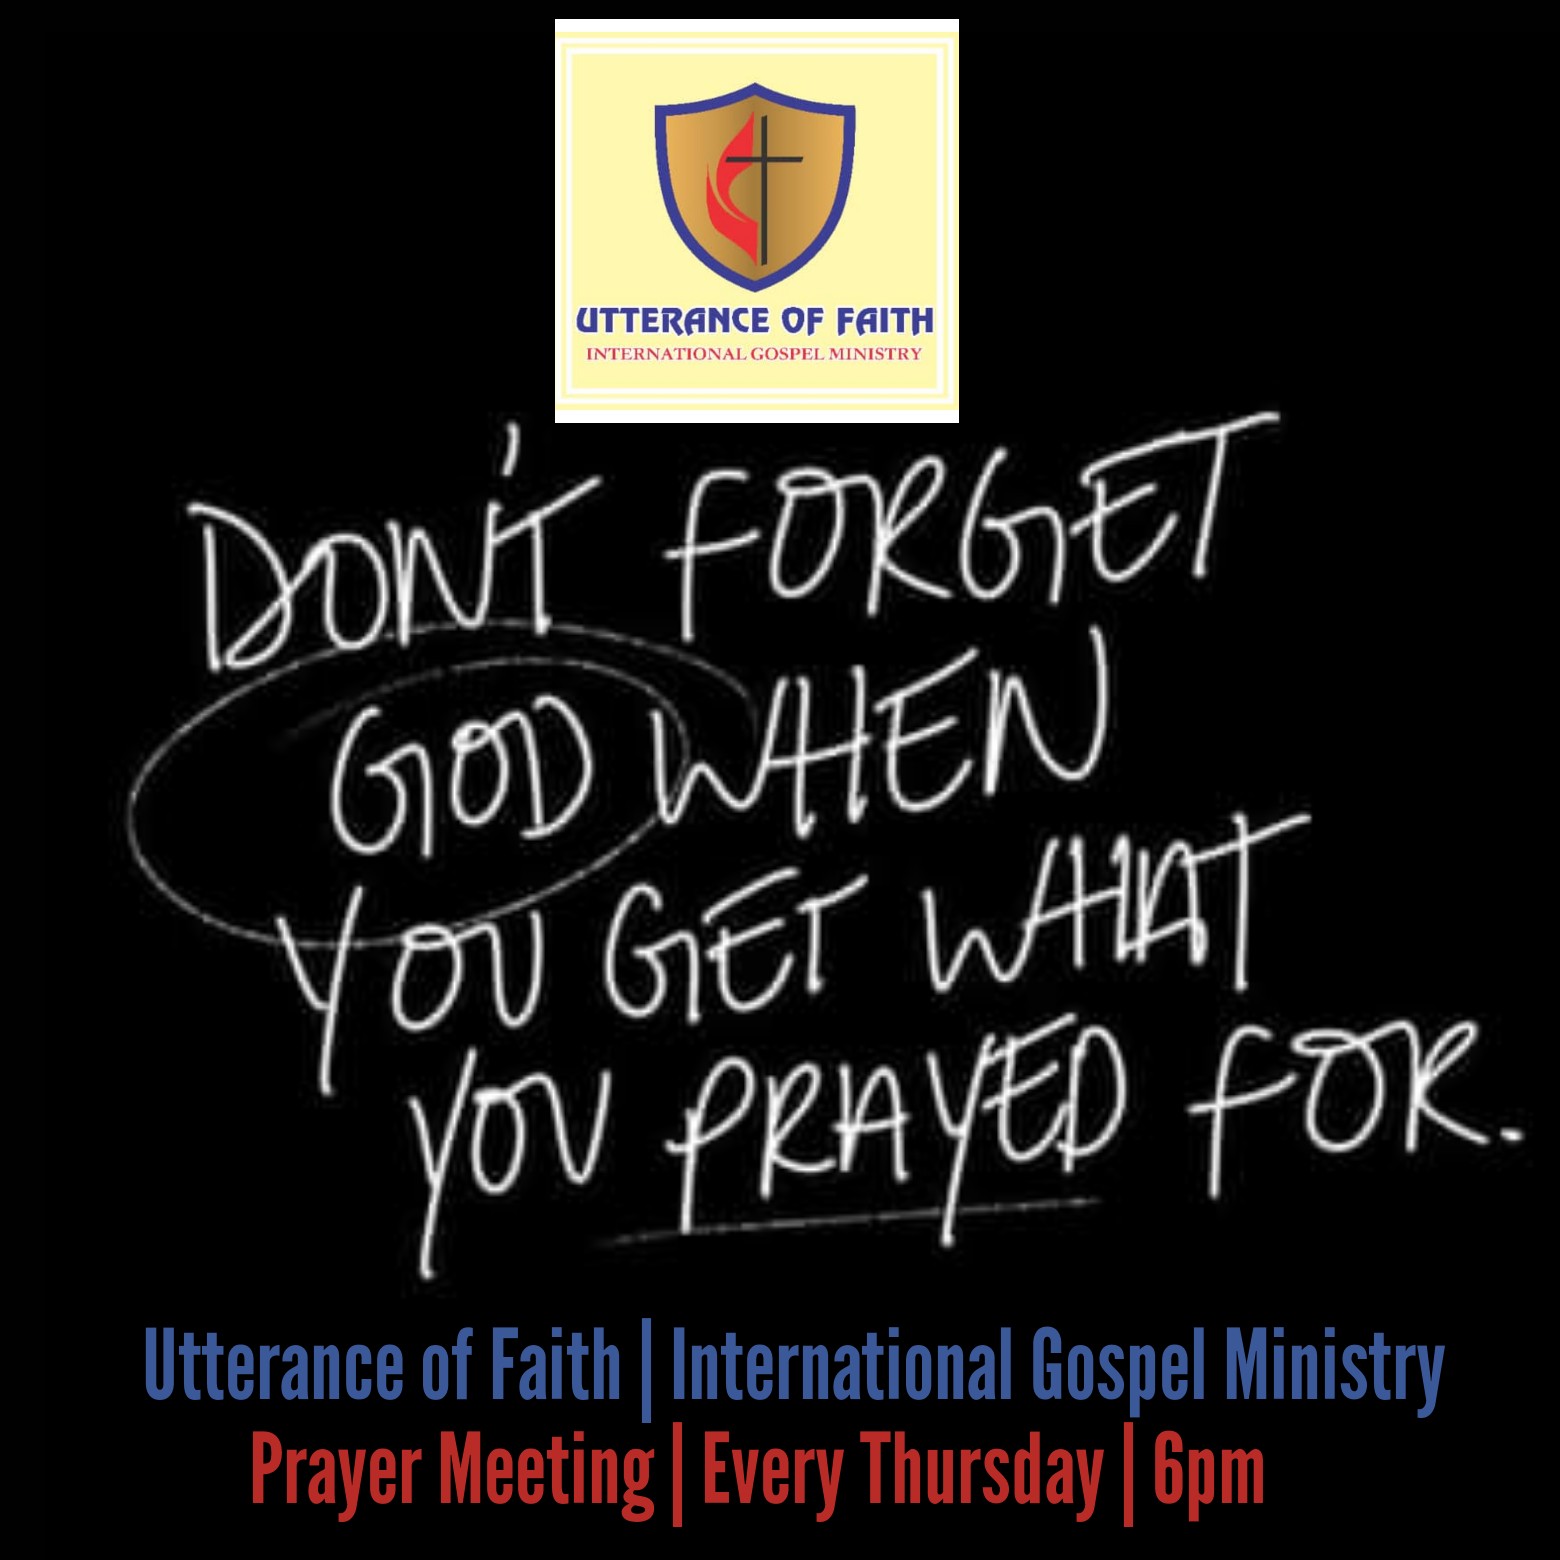 UTTERANCE OF FAITH
INTERNATIONAL GOSPEL MINISTRY
DON'T FORGET
GOD WHEN
YOU GET WHAT
YOU PRAYED FOR.
Utterance of Faith | International Gospel Ministry
Prayer Meeting | Every Thursday | 6pm